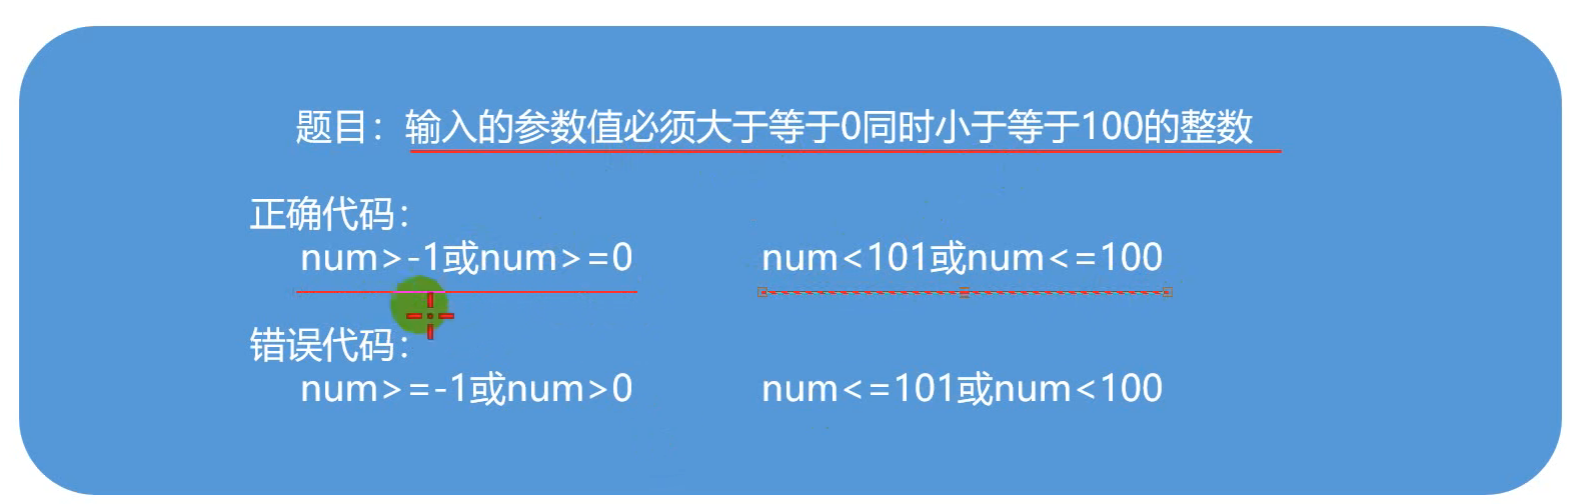 题目：输入的参数值必须大于等于0同时小于等于100的整数
正确代码：
num>-1或num>=0 num<101或num<=100
错误代码：
num>=-1或num>0 num<=101或num<100